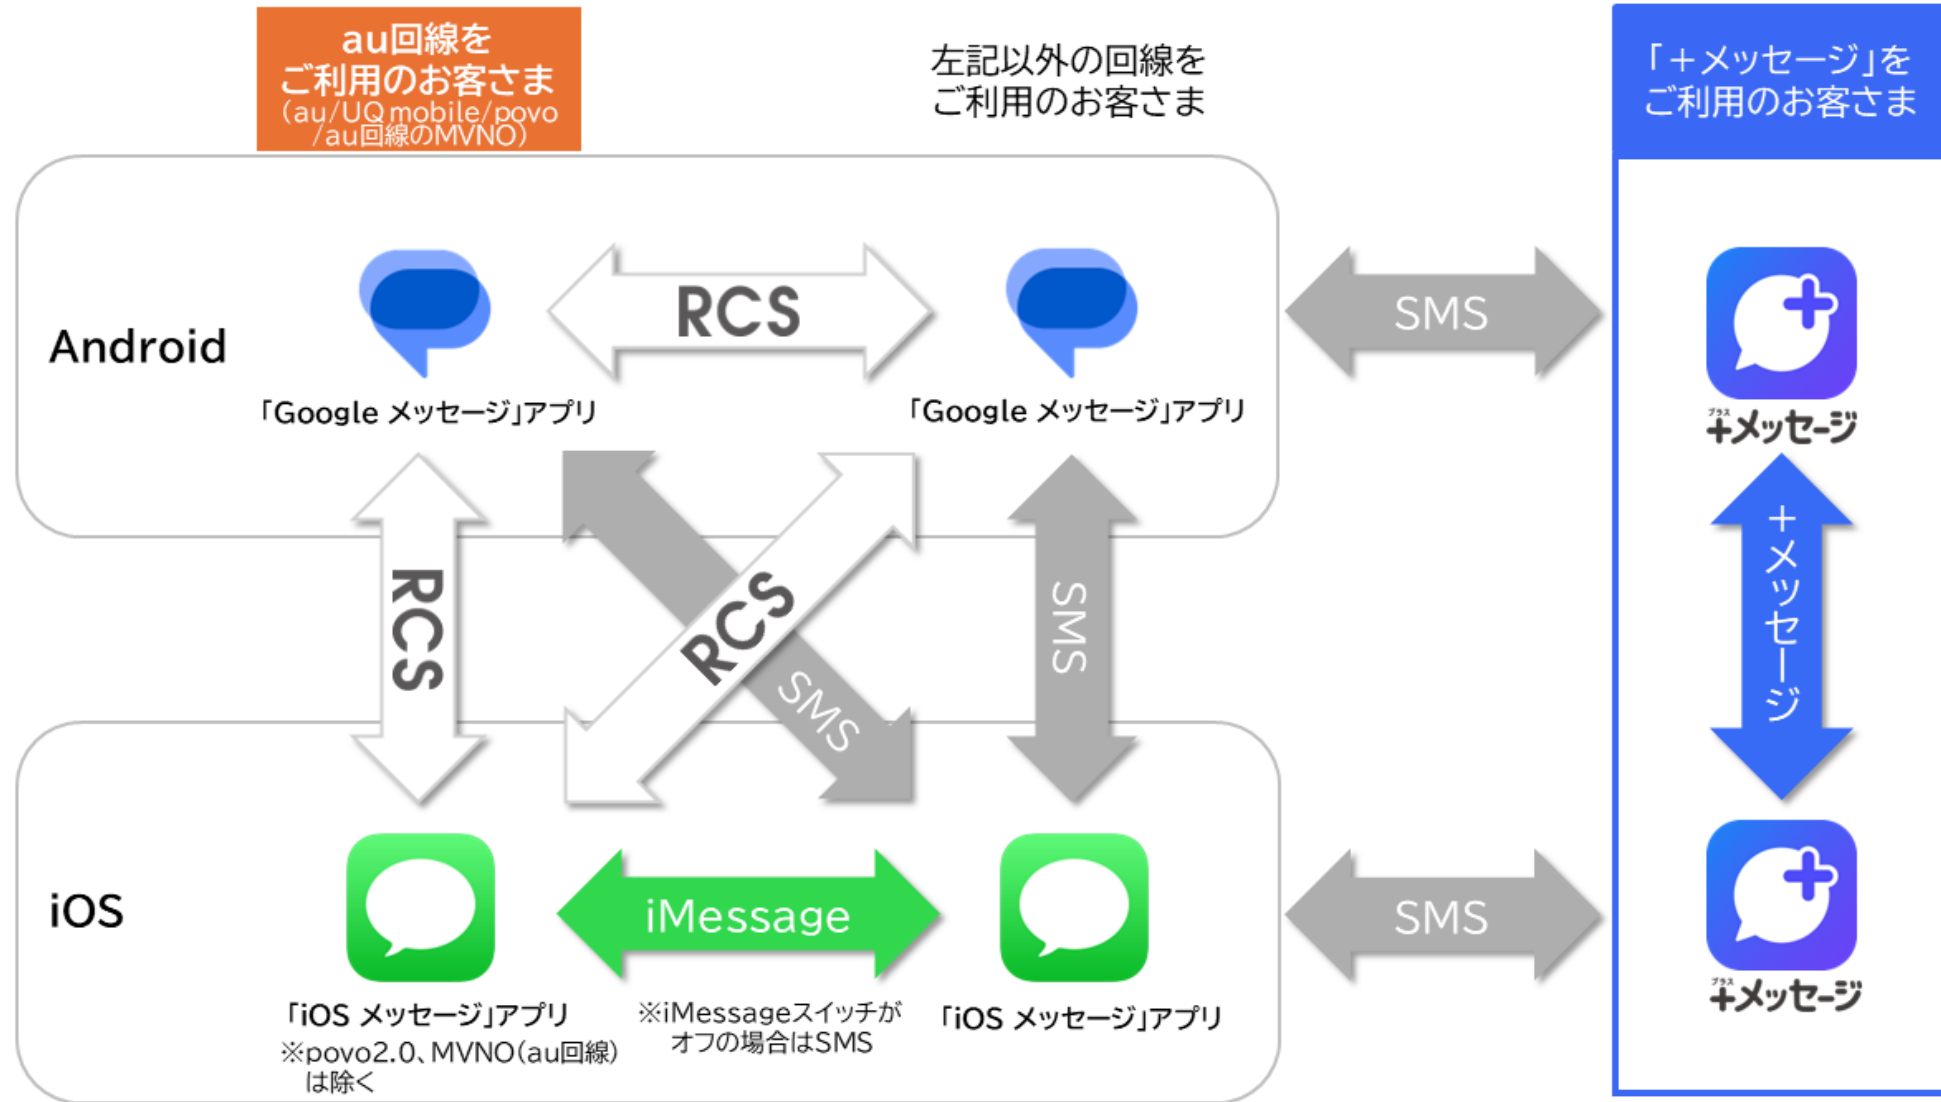 au回線を
ご利用のお客さま
（au/UQ mobile/povo
/au回線のMVNO）
左記以外の回線を
ご利用のお客さま
「＋メッセージ」を
ご利用のお客さま
Android
「Google メッセージ」アプリ
RCS
「Google メッセージ」アプリ
SMS
プラス
+メッセージ
RCS
RCS
SMS
SMS
＋メッセージ
iOS
「iOS メッセージ」アプリ
※povo2.0、MVNO（au回線）
は除く
iMessage
※iMessageスイッチが
オフの場合はSMS
「iOS メッセージ」アプリ
SMS
プラス
+メッセージ